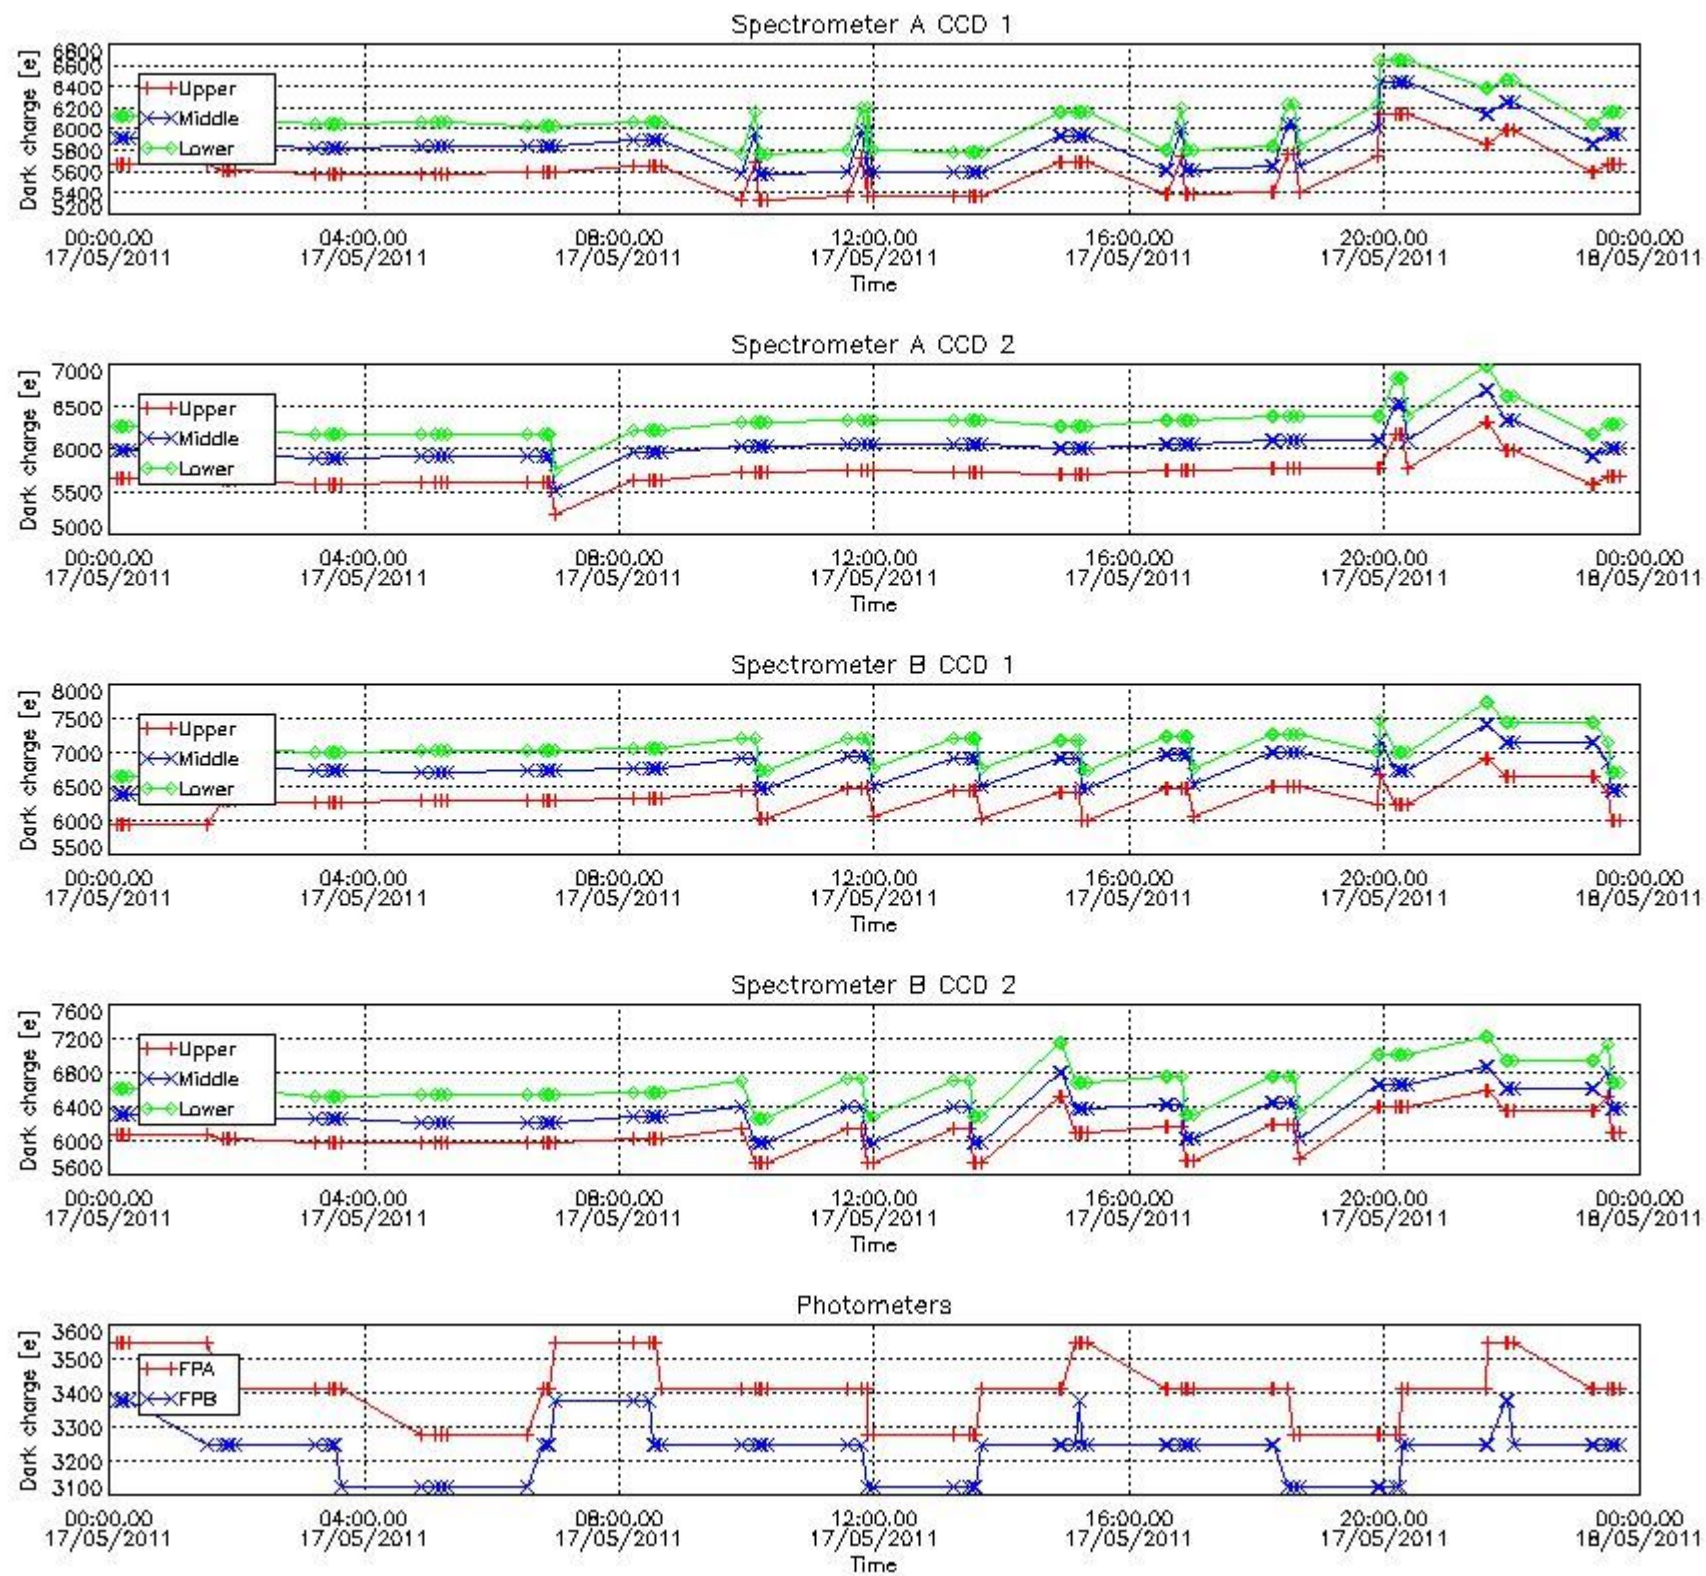 Spectrometer A CCD 1
Dark charge [e]
6800
6600
6400
6200
6000
5800
5600
5400
5200
Upper
Middle
Lower
00:00.00 04:00.00 08:00.00 12:00.00 16:00.00 20:00.00 00:00.00
17/05/2011 17/05/2011 17/05/2011 17/05/2011 17/05/2011 17/05/2011 18/05/2011
Time
Spectrometer A CCD 2
Dark charge [e]
7000
6500
6000
5500
5000
Upper
Middle
Lower
00:00.00 04:00.00 08:00.00 12:00.00 16:00.00 20:00.00 00:00.00
17/05/2011 17/05/2011 17/05/2011 17/05/2011 17/05/2011 17/05/2011 18/05/2011
Time
Spectrometer B CCD 1
Dark charge [e]
8000
7500
7000
6500
6000
5500
Upper
Middle
Lower
00:00.00 04:00.00 08:00.00 12:00.00 16:00.00 20:00.00 00:00.00
17/05/2011 17/05/2011 17/05/2011 17/05/2011 17/05/2011 17/05/2011 18/05/2011
Time
Spectrometer B CCD 2
Dark charge [e]
7600
7200
6800
6400
6000
5600
Upper
Middle
Lower
00:00.00 04:00.00 08:00.00 12:00.00 16:00.00 20:00.00 00:00.00
17/05/2011 17/05/2011 17/05/2011 17/05/2011 17/05/2011 17/05/2011 18/05/2011
Time
Photometers
Dark charge [e]
3600
3500
3400
3300
3200
3100
FPA
FPB
00:00.00 04:00.00 08:00.00 12:00.00 16:00.00 20:00.00 00:00.00
17/05/2011 17/05/2011 17/05/2011 17/05/2011 17/05/2011 17/05/2011 18/05/2011
Time